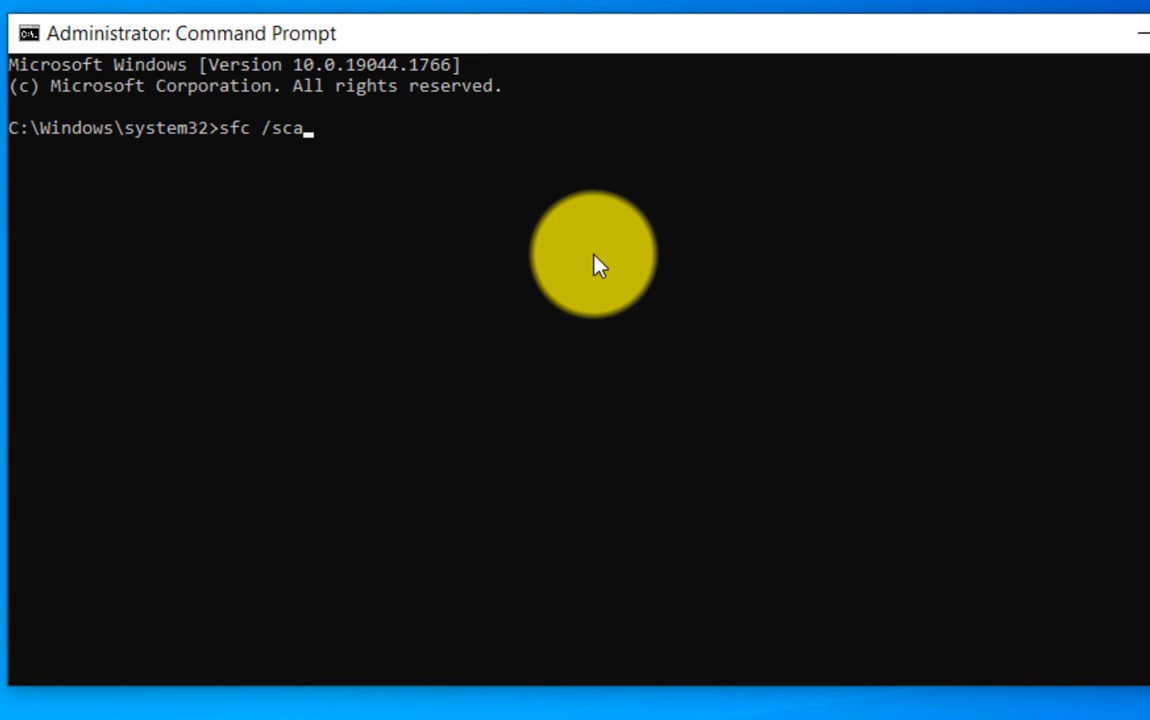 Administrator: Command Prompt
Microsoft Windows [Version 10.0.19044.1766]
(c) Microsoft Corporation. All rights reserved.
C:\Windows\system32>sfc /sca